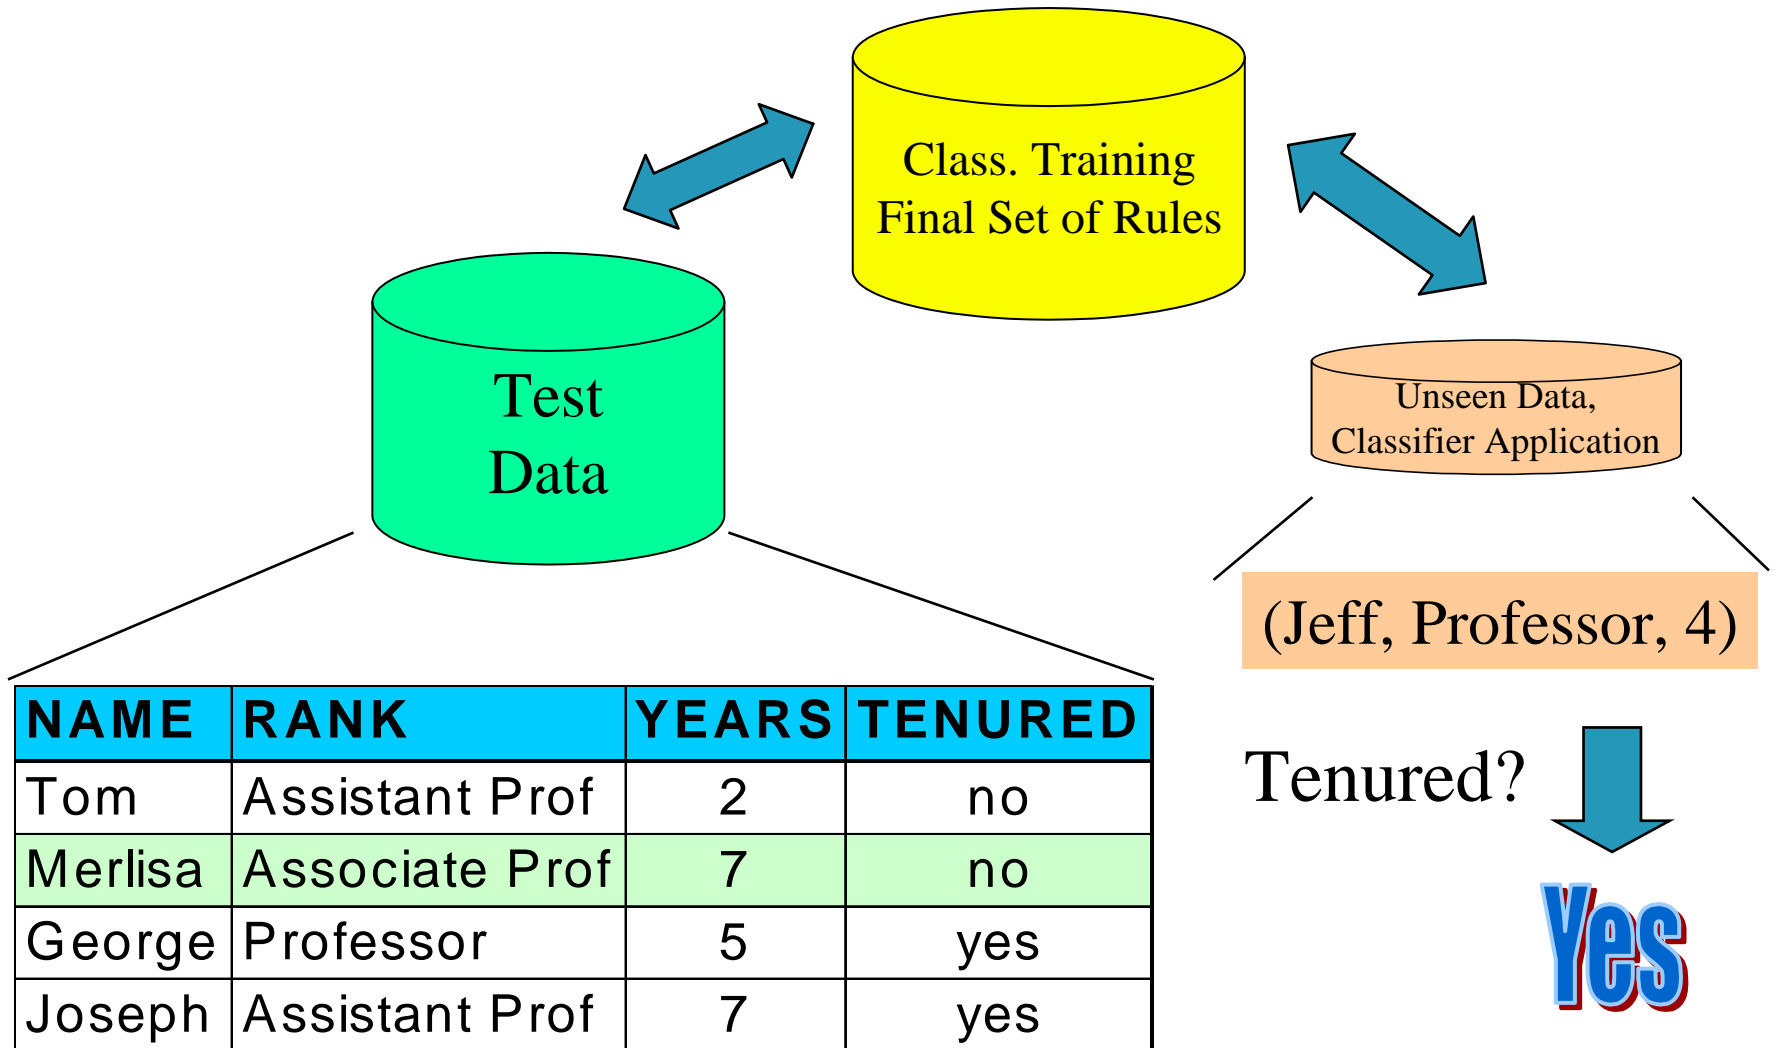 Class. Training
Final Set of Rules
Test
Data
Unseen Data,
Classifier Application
(Jeff, Professor, 4)
NAME RANK YEARS TENURED
Tom Assistant Prof 2 no
Merlisa Associate Prof 7 no
George Professor 5 yes
Joseph Assistant Prof 7 yes
Tenured?
Yes